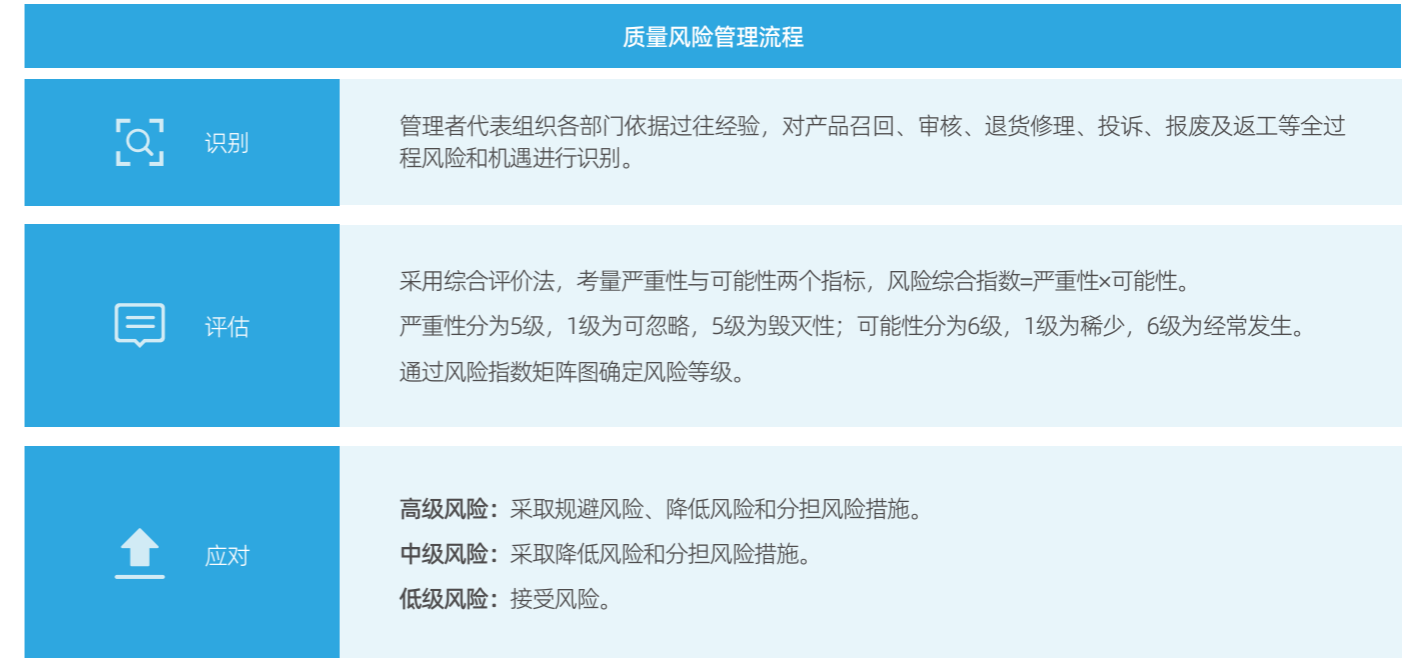 质量风险管理流程
识别
管理者代表组织各部门依据过往经验，对产品召回、审核、退货修理、投诉、报废及返工等全过
程风险和机遇进行识别。
评估
采用综合评价法，考量严重性与可能性两个指标，风险综合指数=严重性×可能性。
严重性分为5级，1级为可忽略，5级为毁灭性；可能性分为6级，1级为稀少，6级为经常发生。
通过风险指数矩阵图确定风险等级。
应对
高级风险：采取规避风险、降低风险和分担风险措施。
中级风险：采取降低风险和分担风险措施。
低级风险：接受风险。